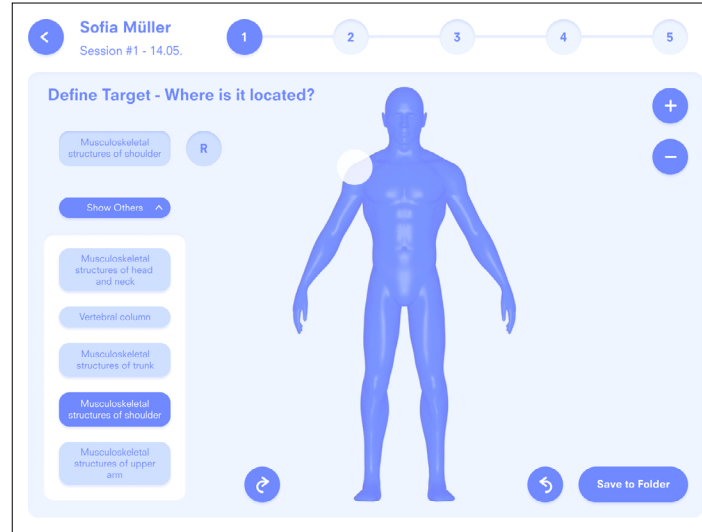 Sofia Müller
Session #1 - 14.05.
1
2
3
4
5
Define Target - Where is it located?
Musculoskeletal
structures of shoulder
R
Show Others
Musculoskeletal
structures of head
and neck
Vertebral column
Musculoskeletal
structures of trunk
Musculoskeletal
structures of shoulder
Musculoskeletal
structures of upper
arm
Save to Folder